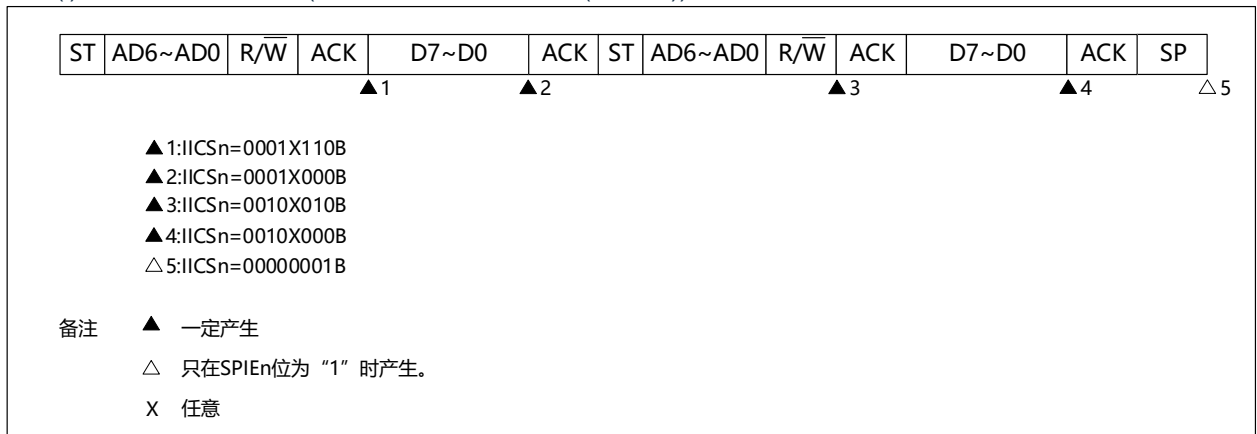 ST AD6~AD0 R/W̅ ACK D7~D0 ACK ST AD6~AD0 R/W̅ ACK D7~D0 ACK SP
▲1 ▲2 ▲3 ▲4 △5
▲1:IICSn=0001X110B
▲2:IICSn=0001X000B
▲3:IICSn=0010X010B
▲4:IICSn=0010X000B
△5:IICSn=00000001B
备注 ▲ 一定产生
△ 只在SPIEn位为“1”时产生。
X 任意